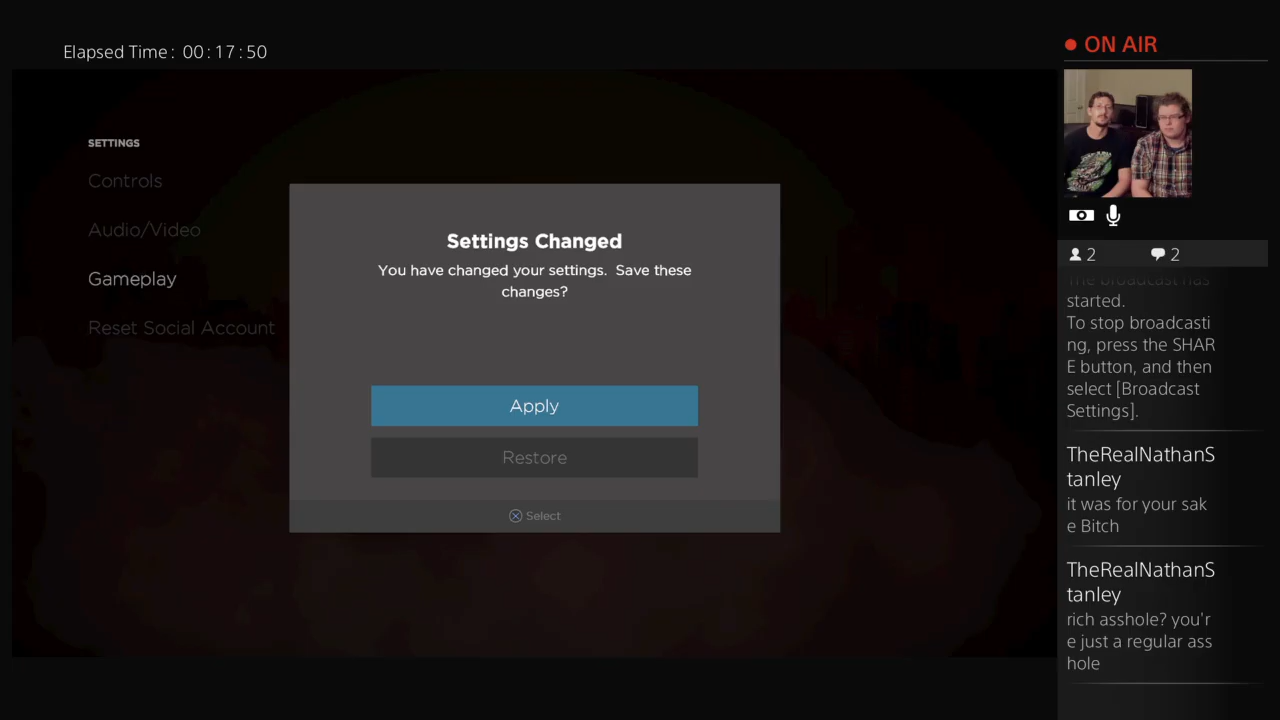 Elapsed Time: 00:17:50
ON AIR
SETTINGS
Controls
Audio/Video
Gameplay
Reset Social Account
Settings Changed
You have changed your settings. Save these
changes?
Apply
Restore
Select
2
2
The broadcast has
started.
To stop broadcasti
ng, press the SHAR
E button, and then
select [Broadcast
Settings].
TheRealNathanS
tanley
it was for your sak
e Bitch
TheRealNathanS
tanley
rich asshole? you'r
e just a regular ass
hole